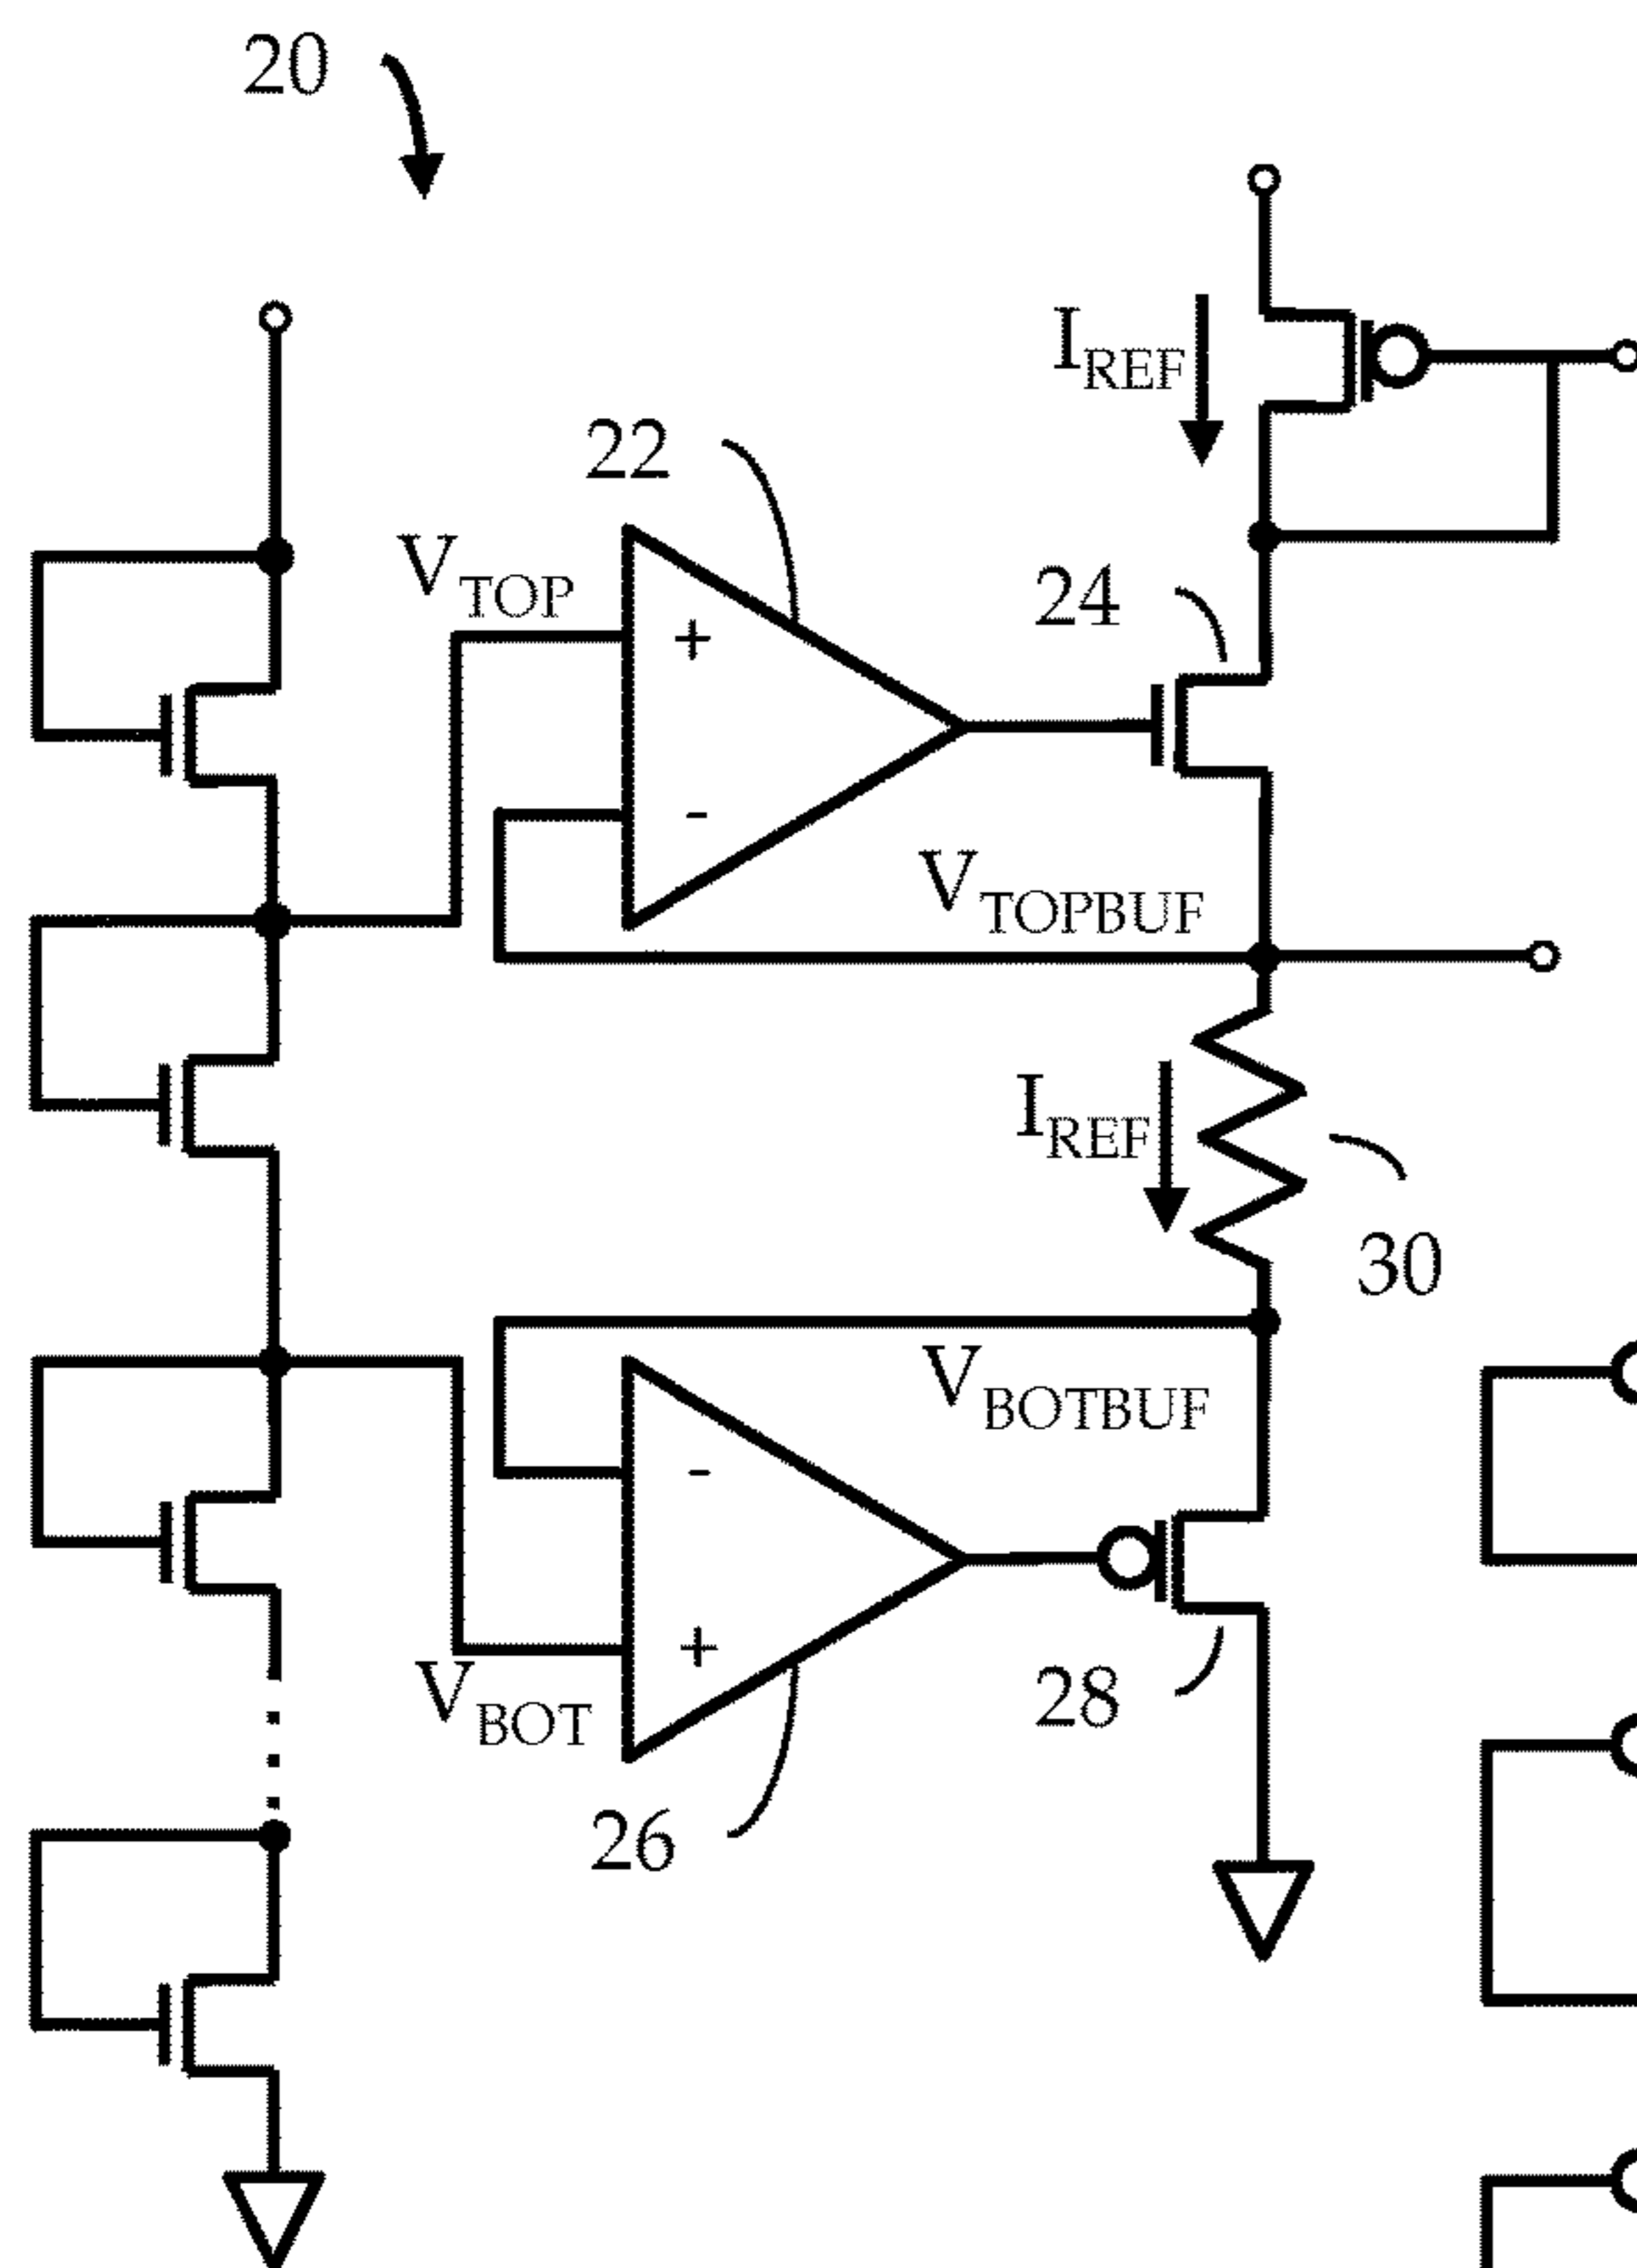 20
I_REF
22
V_TOP
24
+
-
V_TOPBUF
I_REF
30
V_BOTBUF
-
+
V_BOT
28
26